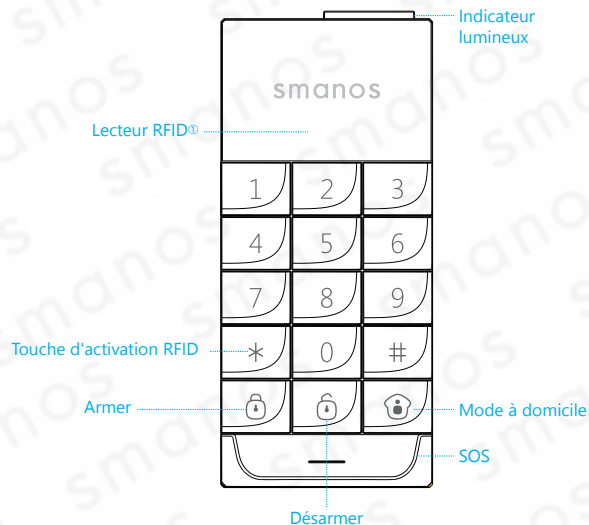 Indicateur
lumineux
smanos
Lecteur RFID①
1 2 3
4 5 6
7 8 9
Touche d'activation RFID
* 0 #
Armer
Mode à domicile
SOS
Désarmer